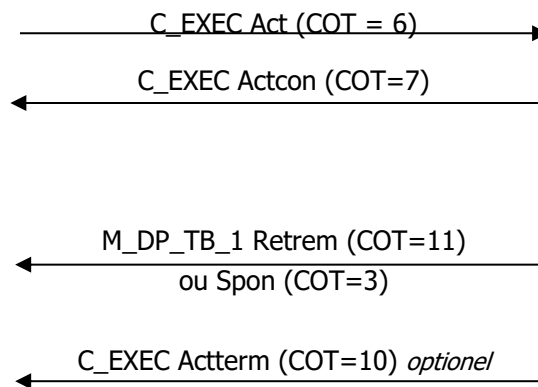 C_EXEC Act (COT = 6)
C_EXEC Actcon (COT=7)
M_DP_TB_1 Retrem (COT=11)
ou Spon (COT=3)
C_EXEC Actterm (COT=10) optionel